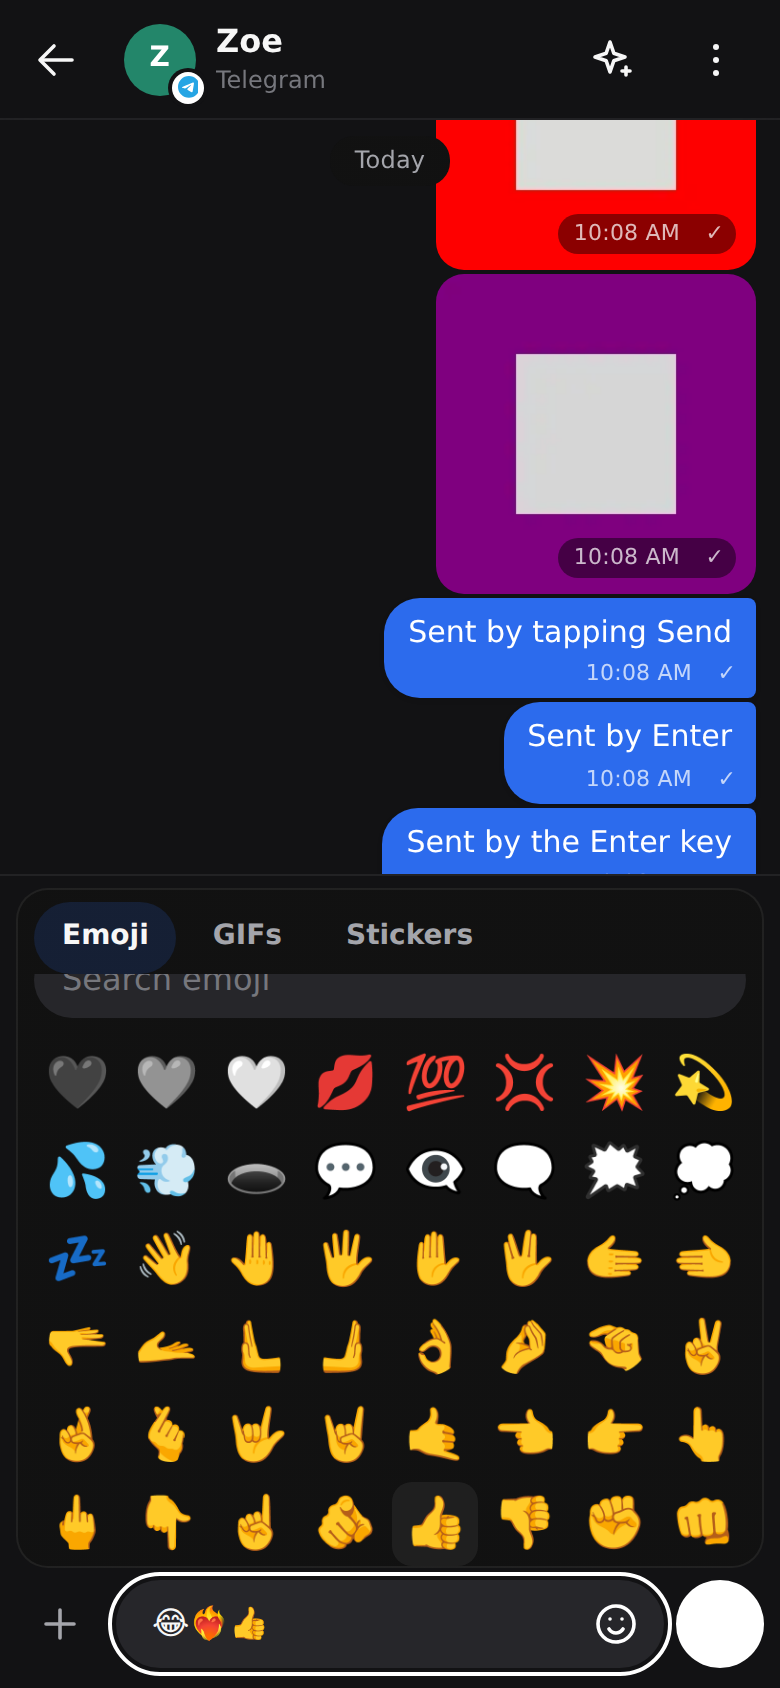 Z
Zoe
Telegram
Today
10:08 AM ✓
10:08 AM ✓
Sent by tapping Send
10:08 AM ✓
Sent by Enter
10:08 AM ✓
Sent by the Enter key
Emoji GIFs Stickers
Search emoji
💯
💤
😂❤️‍🔥👍